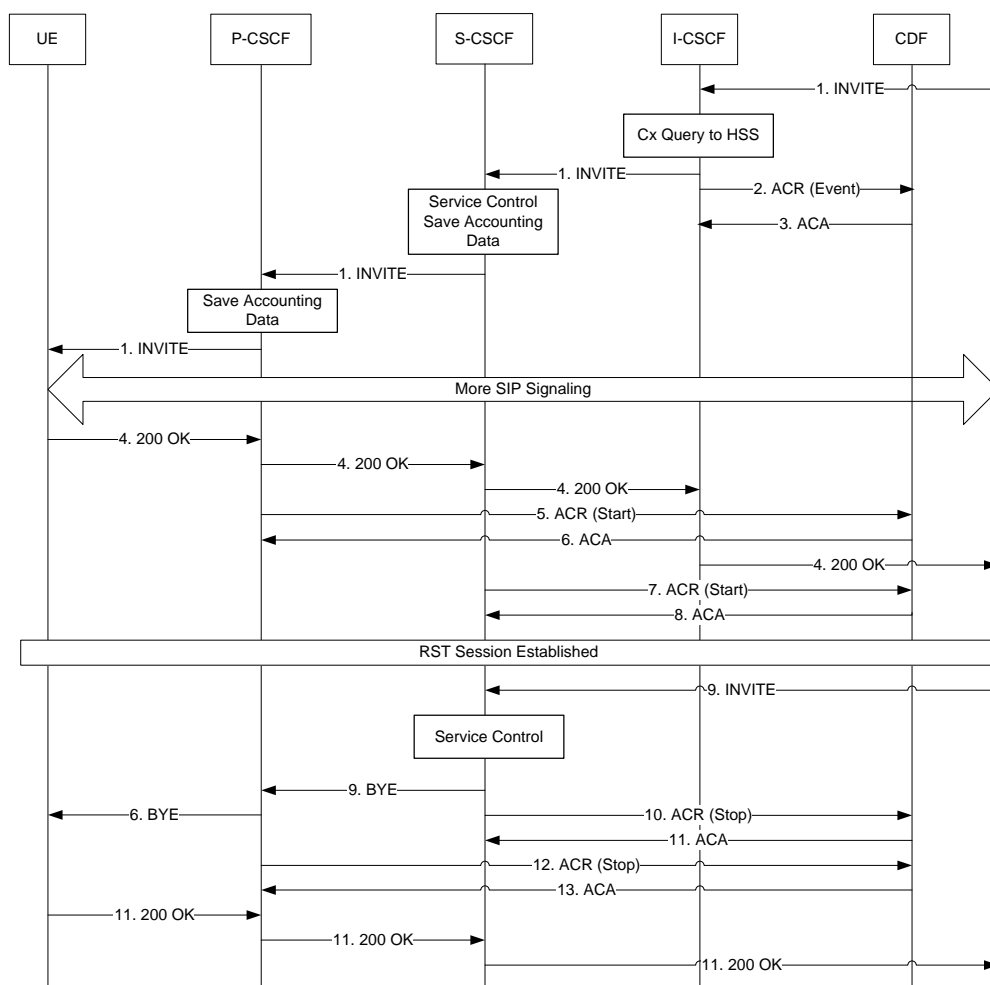 UE
P-CSCF
S-CSCF
I-CSCF
CDF
1. INVITE
Cx Query to HSS
1. INVITE
2. ACR (Event)
Service Control
Save Accounting
Data
3. ACA
1. INVITE
Save Accounting
Data
1. INVITE
More SIP Signaling
4. 200 OK
4. 200 OK
4. 200 OK
5. ACR (Start)
6. ACA
4. 200 OK
7. ACR (Start)
8. ACA
RST Session Established
9. INVITE
Service Control
9. BYE
6. BYE
10. ACR (Stop)
11. ACA
12. ACR (Stop)
13. ACA
11. 200 OK
11. 200 OK
11. 200 OK